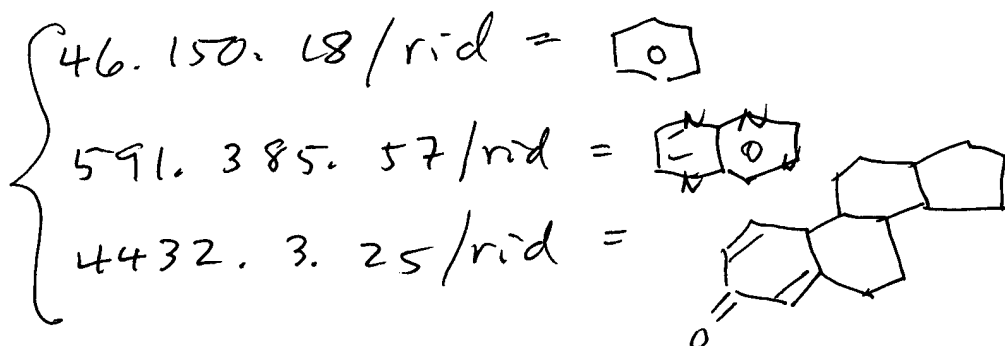 46. 150. 18/rid =
591. 385. 57/rid = N N N N
4432. 3. 25/rid =
O